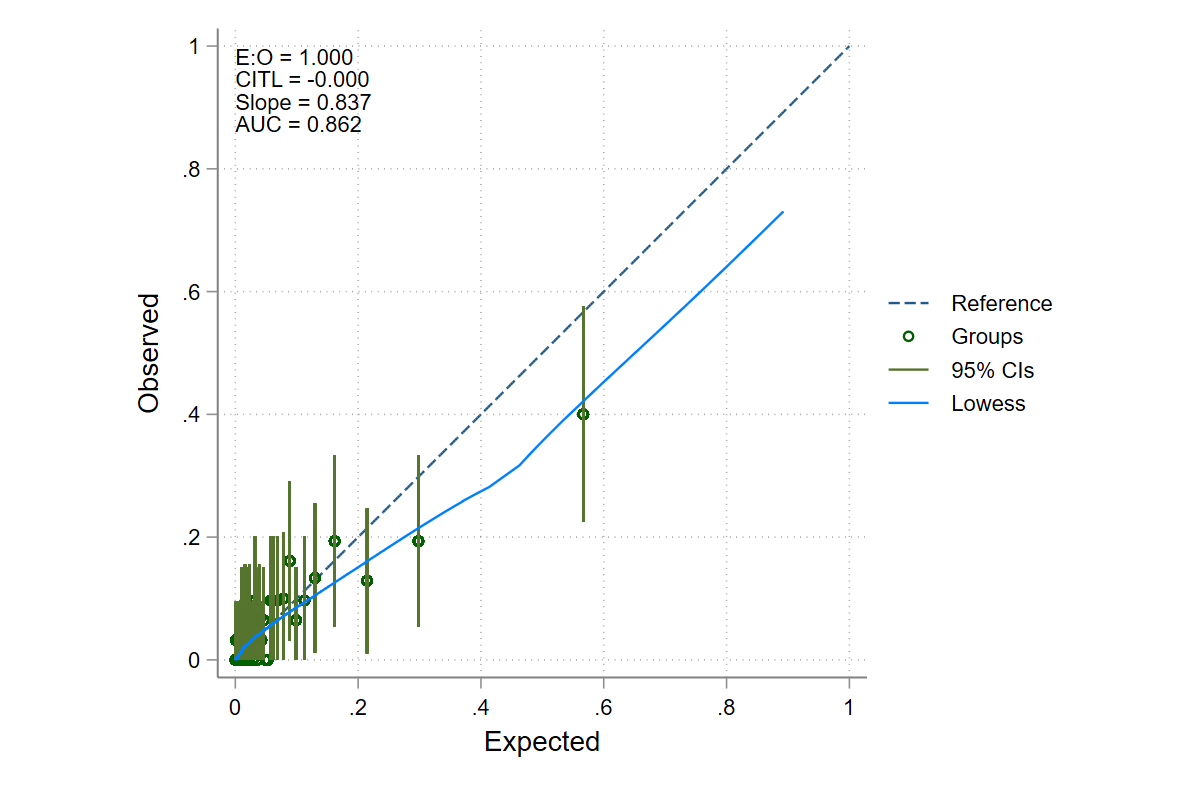 E:O = 1.000
CITL = -0.000
Slope = 0.837
AUC = 0.862
1
.8
.6
.4
.2
0
Observed
0
.2
.4
.6
.8
1
Expected
Reference
Groups
95% CIs
Lowess